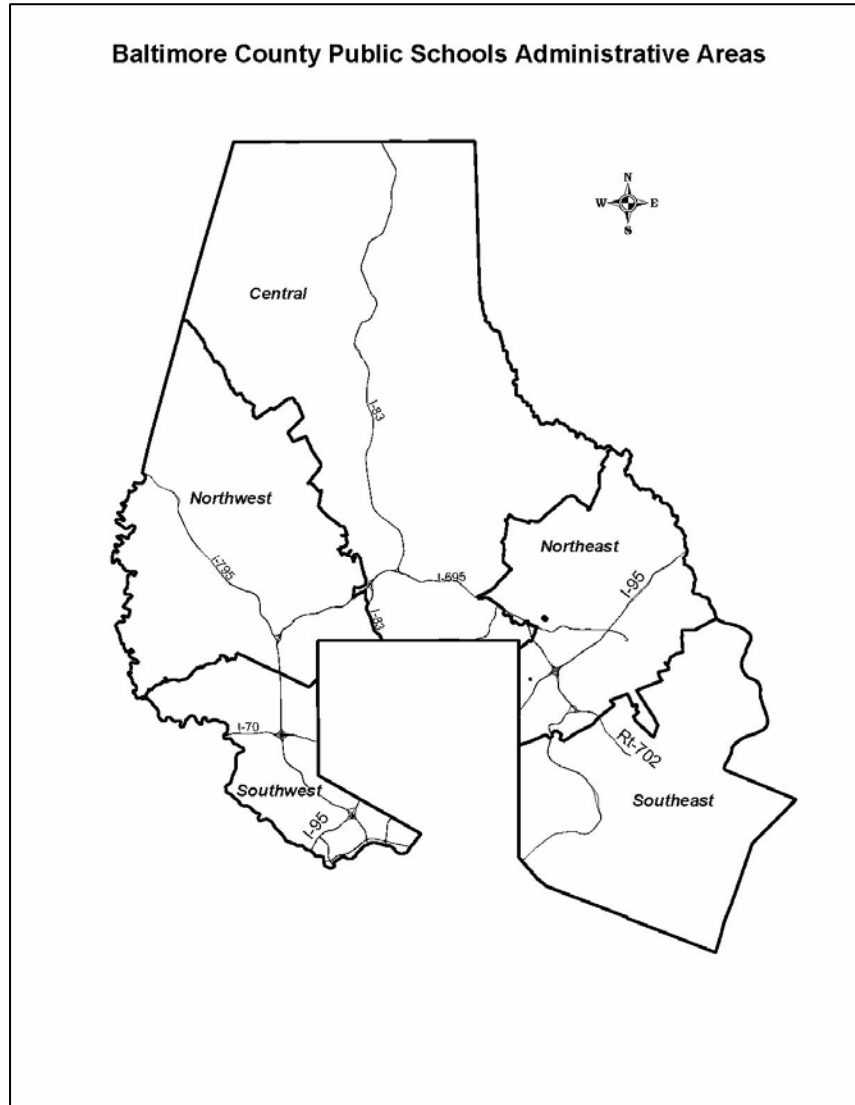 Baltimore County Public Schools Administrative Areas
N
W E
S
Central
I-83
Northwest
Northeast
I-795
I-695
I-95
I-83
I-70
Rt-702
Southwest
Southeast
I-95